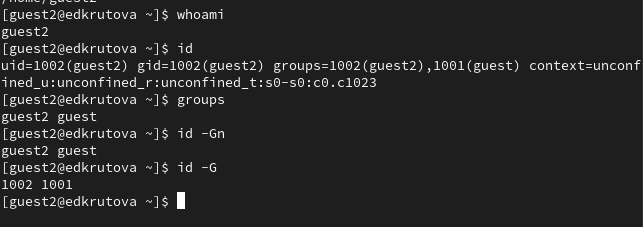 /home/guest2
[guest2@edkrutova ~]$ whoami
guest2
[guest2@edkrutova ~]$ id
uid=1002(guest2) gid=1002(guest2) groups=1002(guest2),1001(guest) context=unconf
ined_u:unconfined_r:unconfined_t:s0-s0:c0.c1023
[guest2@edkrutova ~]$ groups
guest2 guest
[guest2@edkrutova ~]$ id -Gn
guest2 guest
[guest2@edkrutova ~]$ id -G
1002 1001
[guest2@edkrutova ~]$